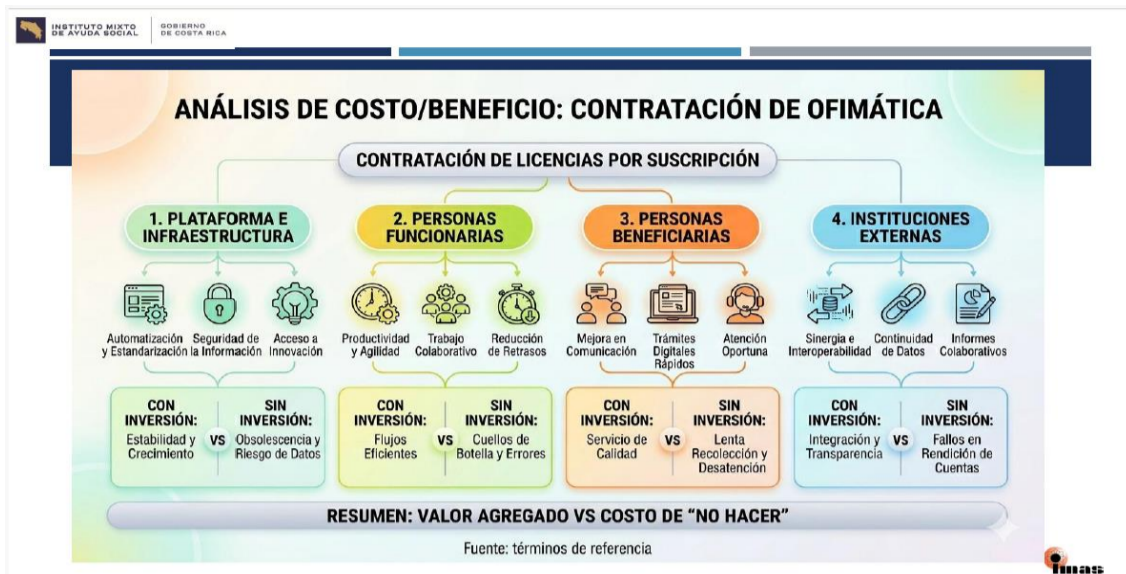 INSTITUTO MIXTO
DE AYUDA SOCIAL
GOBIERNO
DE COSTA RICA
ANÁLISIS DE COSTO/BENEFICIO: CONTRATACIÓN DE OFIMÁTICA
CONTRATACIÓN DE LICENCIAS POR SUSCRIPCIÓN
1. PLATAFORMA E
INFRAESTRUCTURA
Automatización
y Estandarización
Seguridad de
la Información
Acceso a
Innovación
CON
INVERSIÓN:
Estabilidad y
Crecimiento
VS
SIN
INVERSIÓN:
Obsolescencia y
Riesgo de Datos
2. PERSONAS
FUNCIONARIAS
Productividad
y Agilidad
Trabajo
Colaborativo
Reducción
de Retrasos
CON
INVERSIÓN:
Flujos
Eficientes
VS
SIN
INVERSIÓN:
Cuellos de
Botella y Errores
3. PERSONAS
BENEFICIARIAS
Mejora en
Comunicación
Trámites
Digitales
Rápidos
Atención
Oportuna
CON
INVERSIÓN:
Servicio de
Calidad
VS
SIN
INVERSIÓN:
Lenta
Recolección y
Desatención
4. INSTITUCIONES
EXTERNAS
Sinergia e
Interoperabilidad
Continuidad
de Datos
Informes
Colaborativos
CON
INVERSIÓN:
Integración y
Transparencia
VS
SIN
INVERSIÓN:
Fallos en
Rendición de
Cuentas
RESUMEN: VALOR AGREGADO VS COSTO DE “NO HACER”
Fuente: términos de referencia
imas